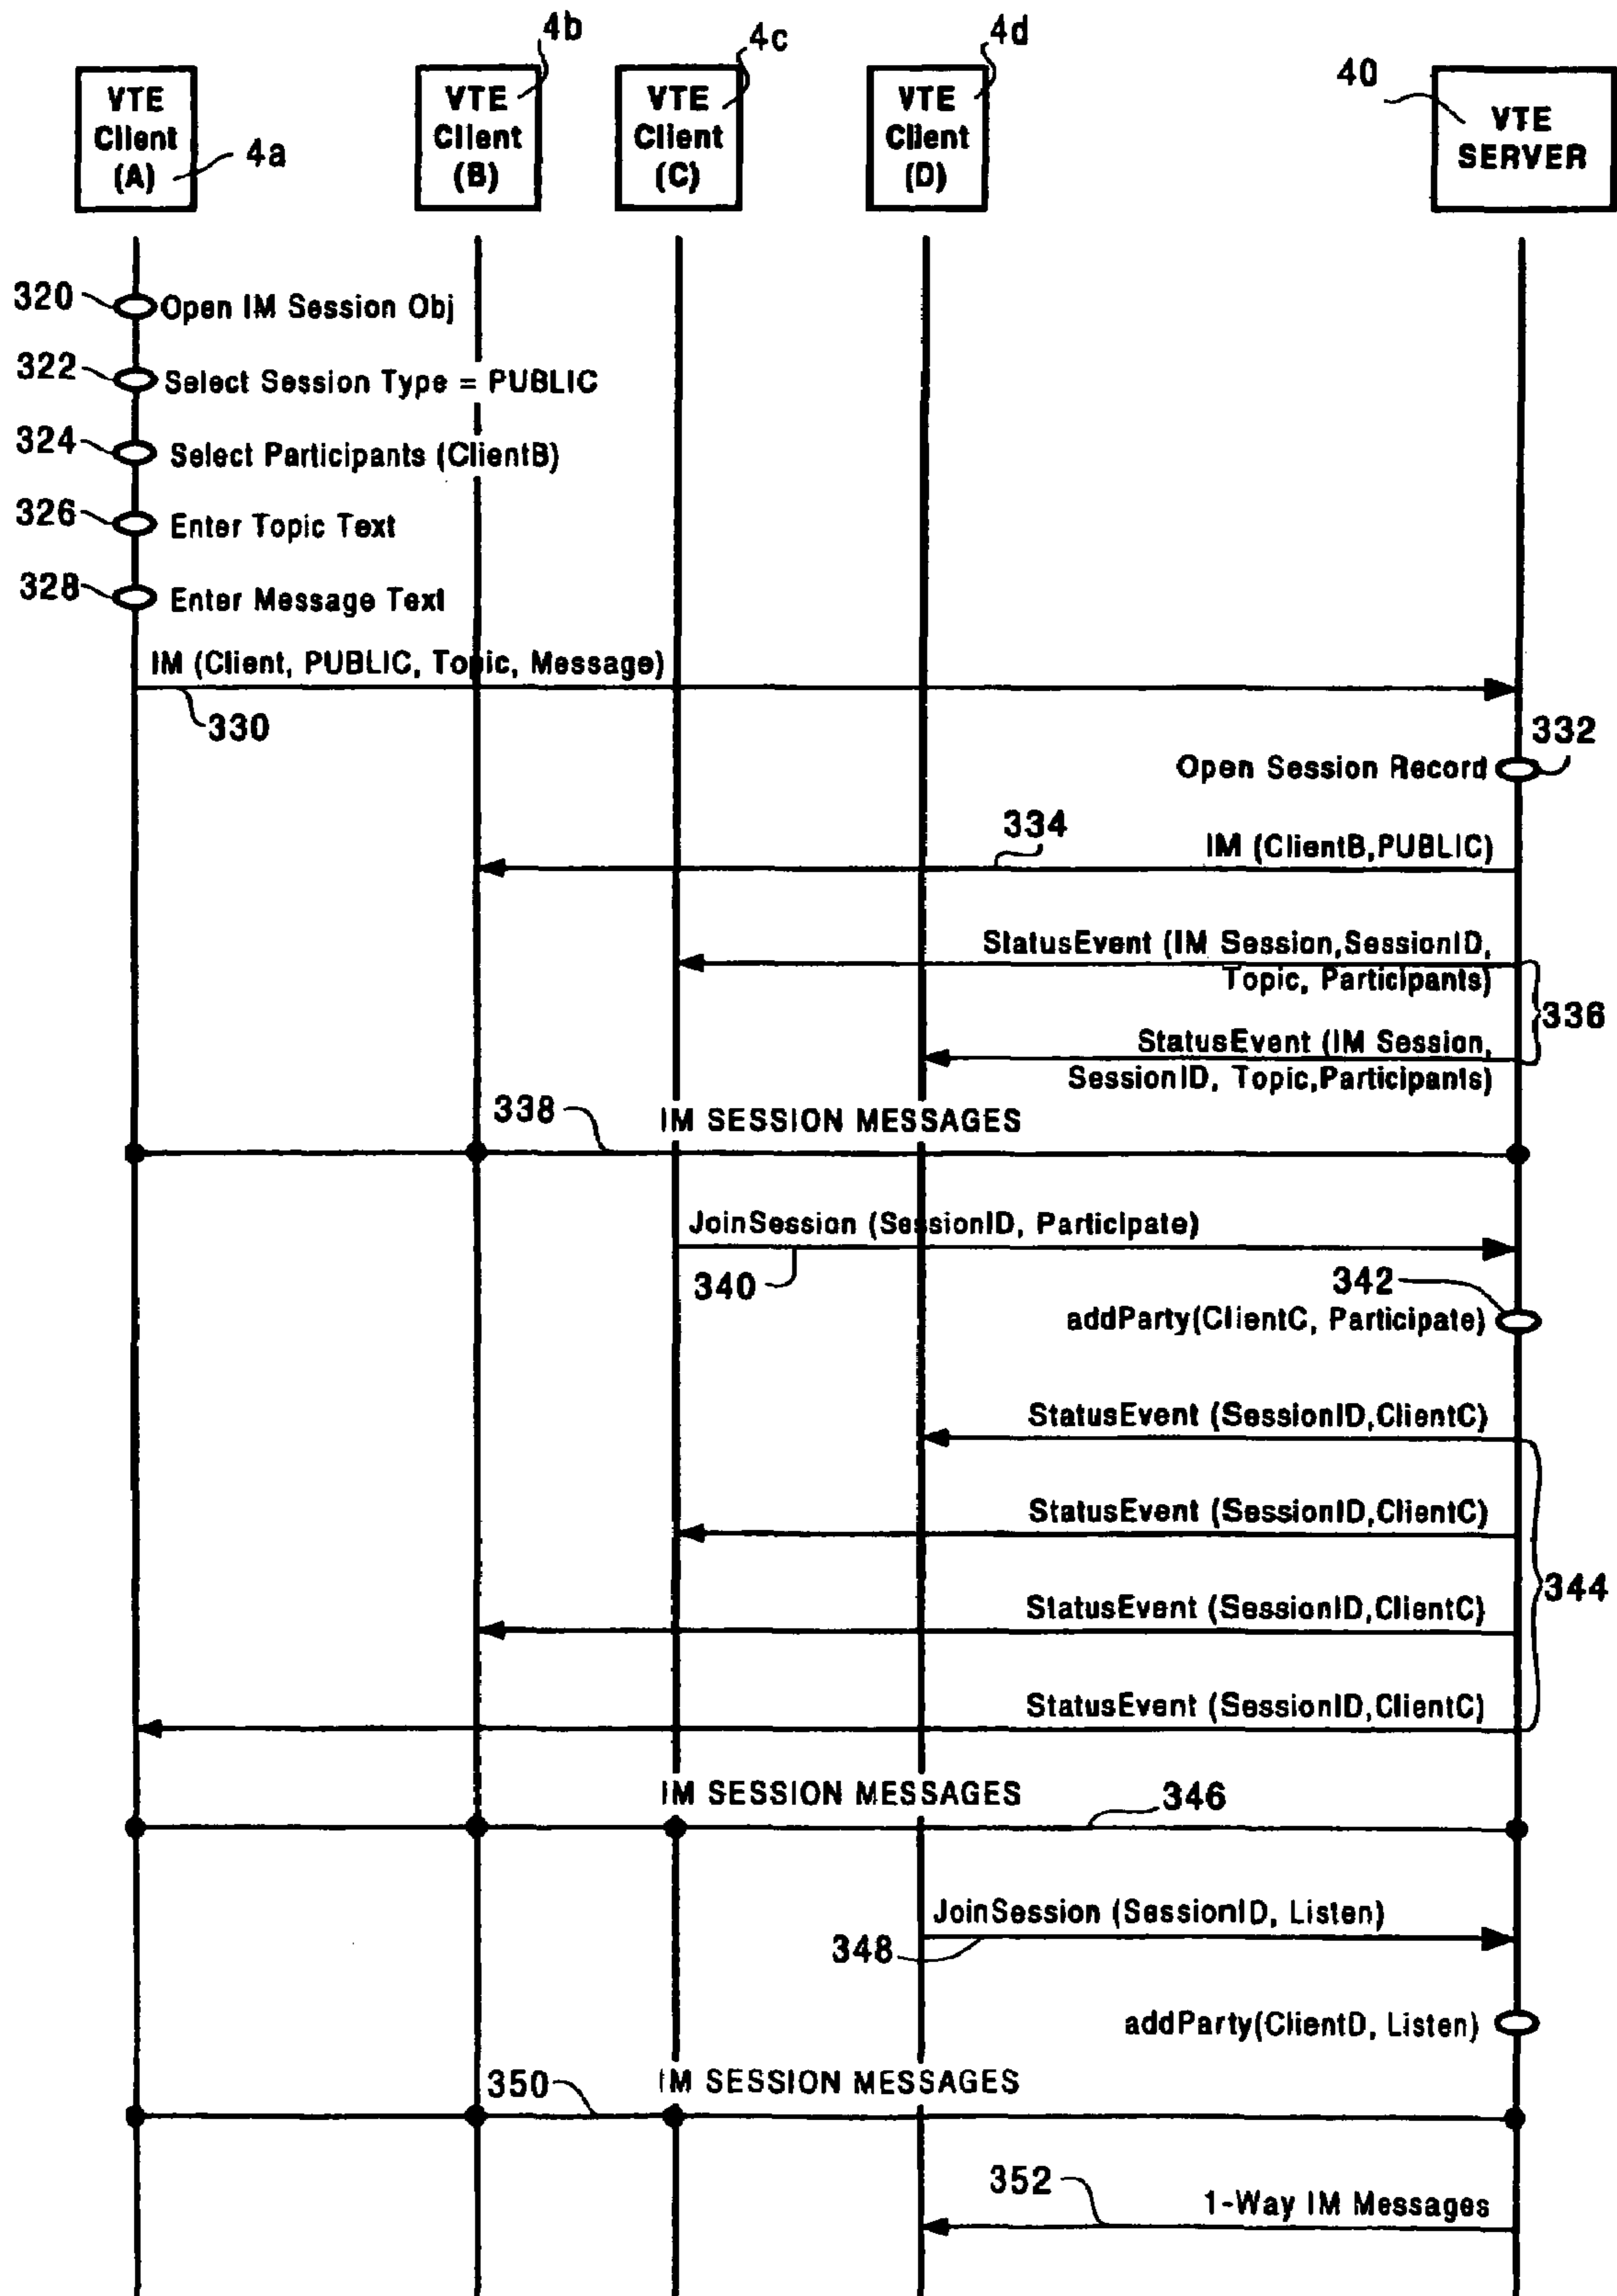 4b
4c
4d
40
VTE
Client
(A)
4a
VTE
Client
(B)
VTE
Client
(C)
VTE
Client
(D)
VTE
SERVER
320
Open IM Session Obj
322
Select Session Type = PUBLIC
324
Select Participants (ClientB)
326
Enter Topic Text
328
Enter Message Text
IM (Client, PUBLIC, Topic, Message)
330
332
Open Session Record
334
IM (ClientB,PUBLIC)
StatusEvent (IM Session,SessionID,
Topic, Participants)
336
StatusEvent (IM Session,
SessionID, Topic,Participants)
338
IM SESSION MESSAGES
JoinSession (SessionID, Participate)
340
342
addParty(ClientC, Participate)
StatusEvent (SessionID,ClientC)
StatusEvent (SessionID,ClientC)
344
StatusEvent (SessionID,ClientC)
StatusEvent (SessionID,ClientC)
IM SESSION MESSAGES
346
JoinSession (SessionID, Listen)
348
addParty(ClientD, Listen)
350
IM SESSION MESSAGES
352
1-Way IM Messages